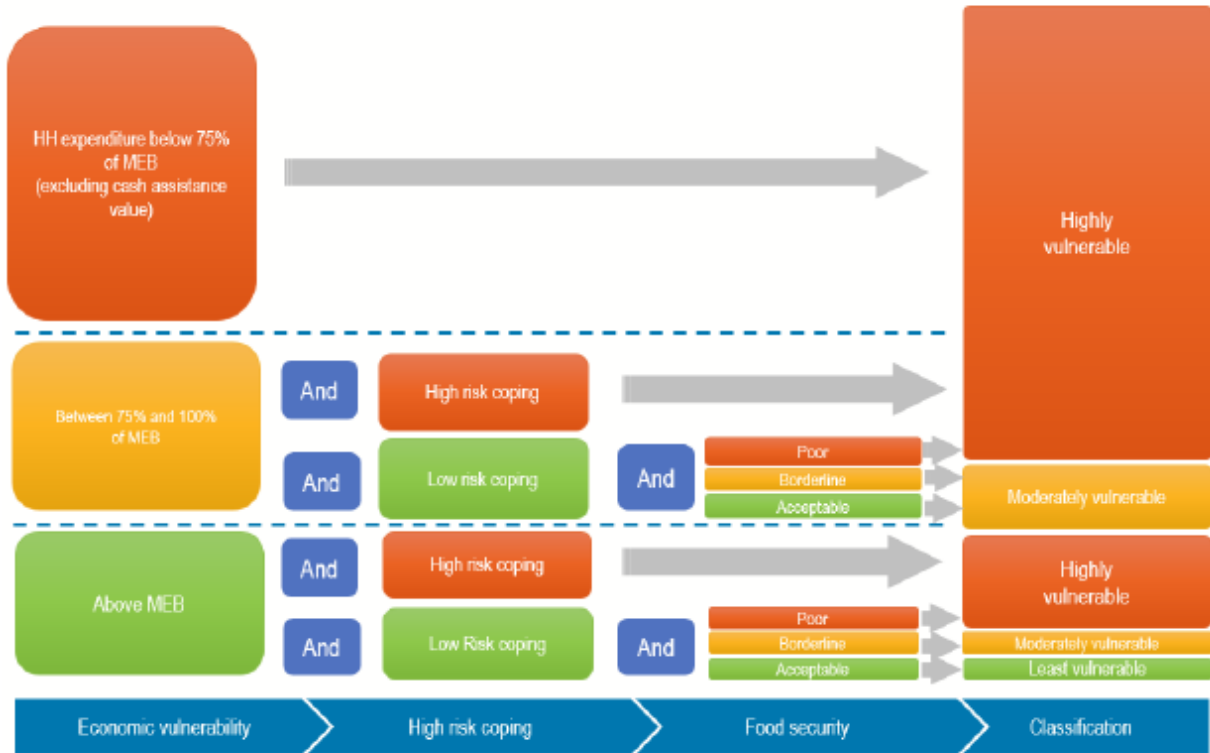 HH expenditure below 75%
of MEB
(excluding cash assistance
value)
Highly
vulnerable
Between 75% and 100%
of MEB
And
High risk coping
And
Low risk coping
And
Poor
Borderline
Acceptable
Moderately vulnerable
Above MEB
And
High risk coping
Highly
vulnerable
And
Low Risk coping
And
Poor
Borderline
Acceptable
Moderately vulnerable
Least vulnerable
Economic vulnerability
High risk coping
Food security
Classification